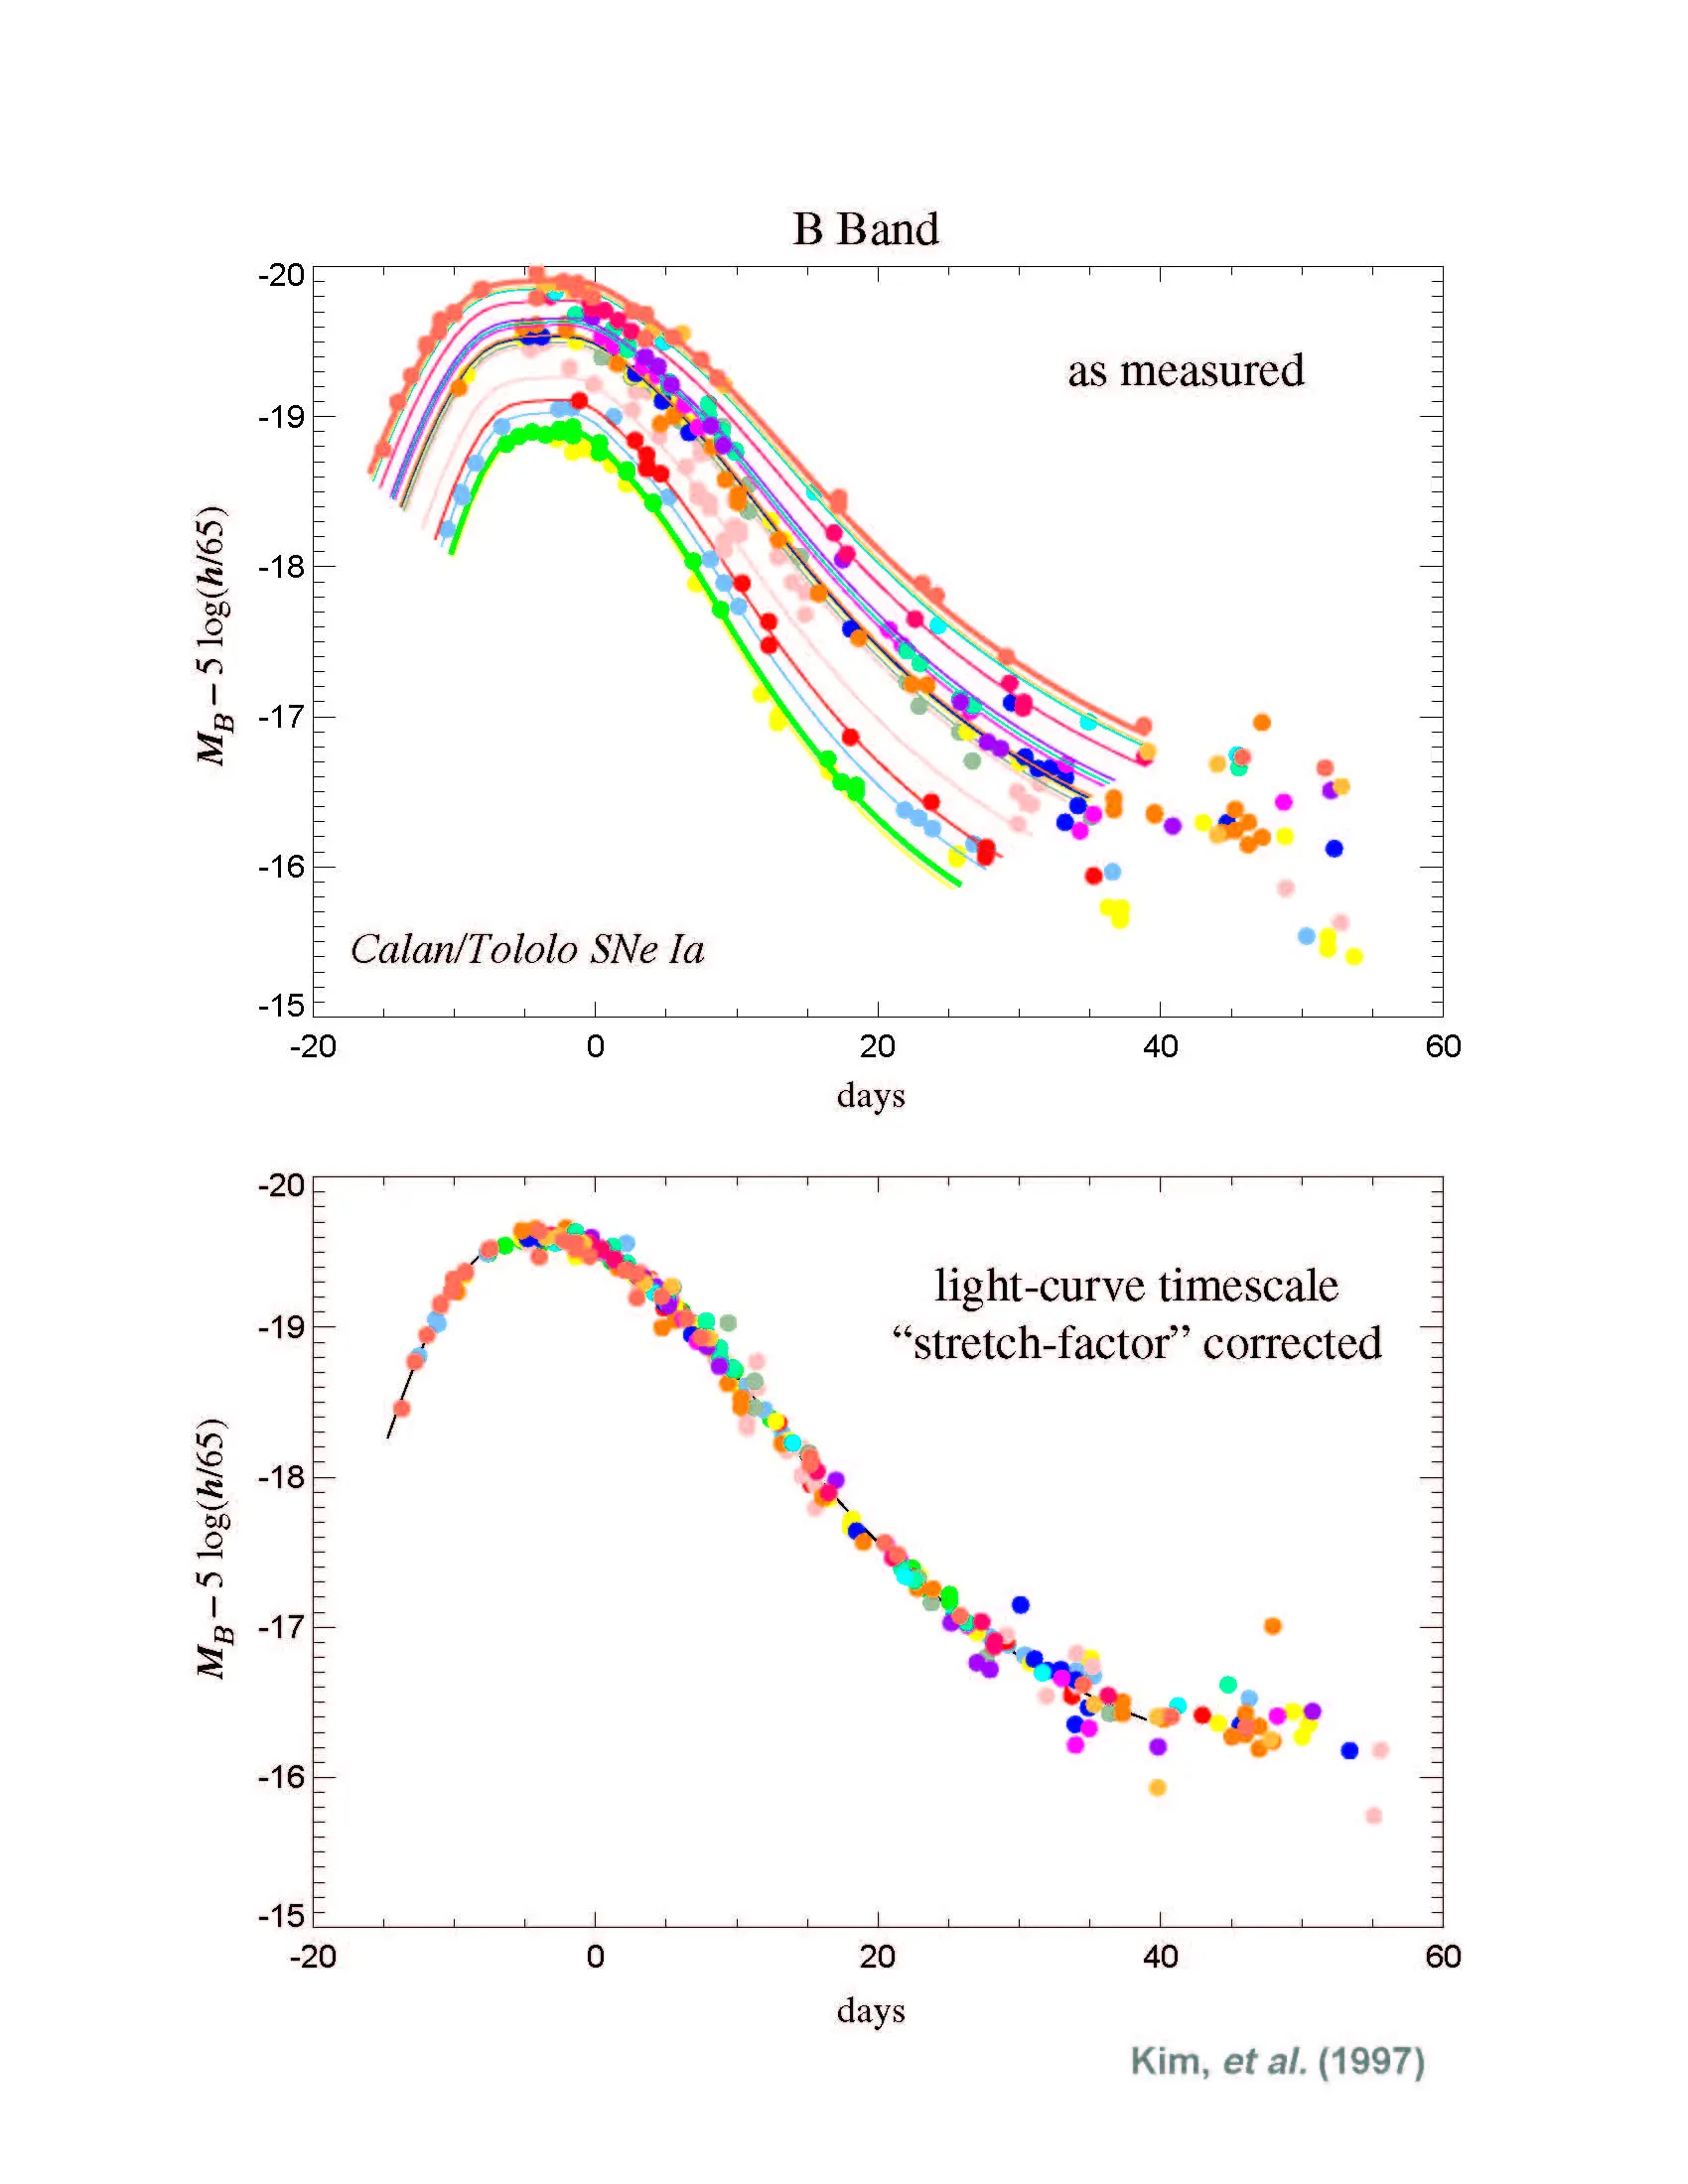 B Band
-20
as measured
-19
-18
M_B – 5 log(h/65)
-17
-16
Calan/Tololo SNe Ia
-15
-20 0 20 40 60
days
-20
light-curve timescale
“stretch-factor” corrected
-19
-18
M_B – 5 log(h/65)
-17
-16
-15
-20 0 20 40 60
days
Kim, et al. (1997)